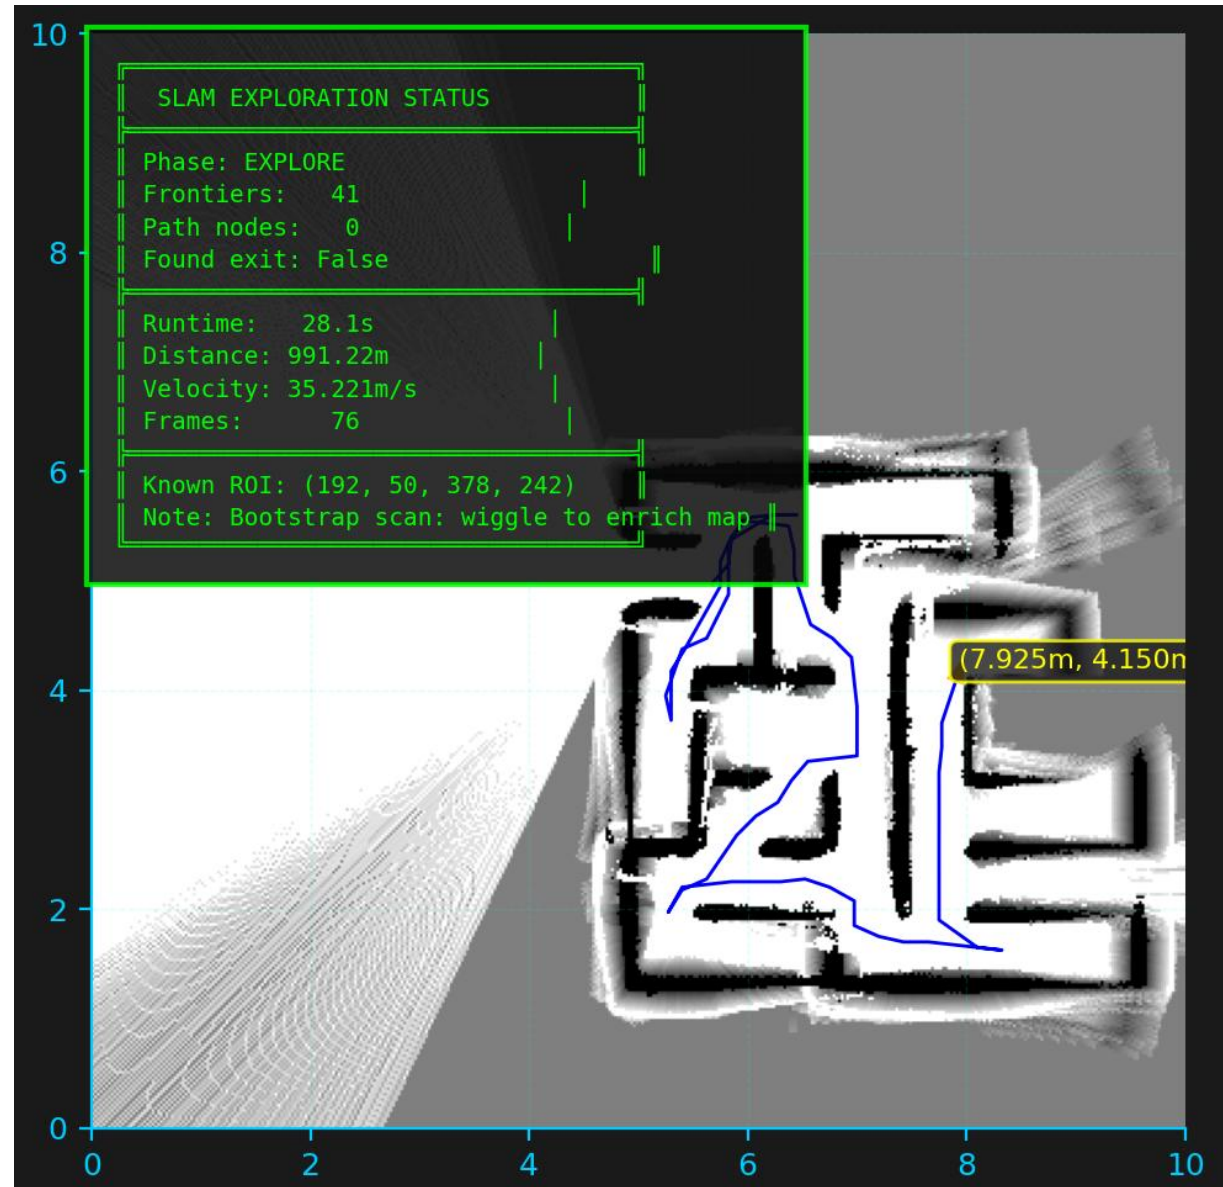 10
SLAM EXPLORATION STATUS
Phase: EXPLORE
Frontiers: 41
Path nodes: 0
Found exit: False
Runtime: 28.1s
Distance: 991.22m
Velocity: 35.221m/s
Frames: 76
Known ROI: (192, 50, 378, 242)
Note: Bootstrap scan: wiggle to enrich map
8
6
(7.925m, 4.150m
4
2
0
0 2 4 6 8 10